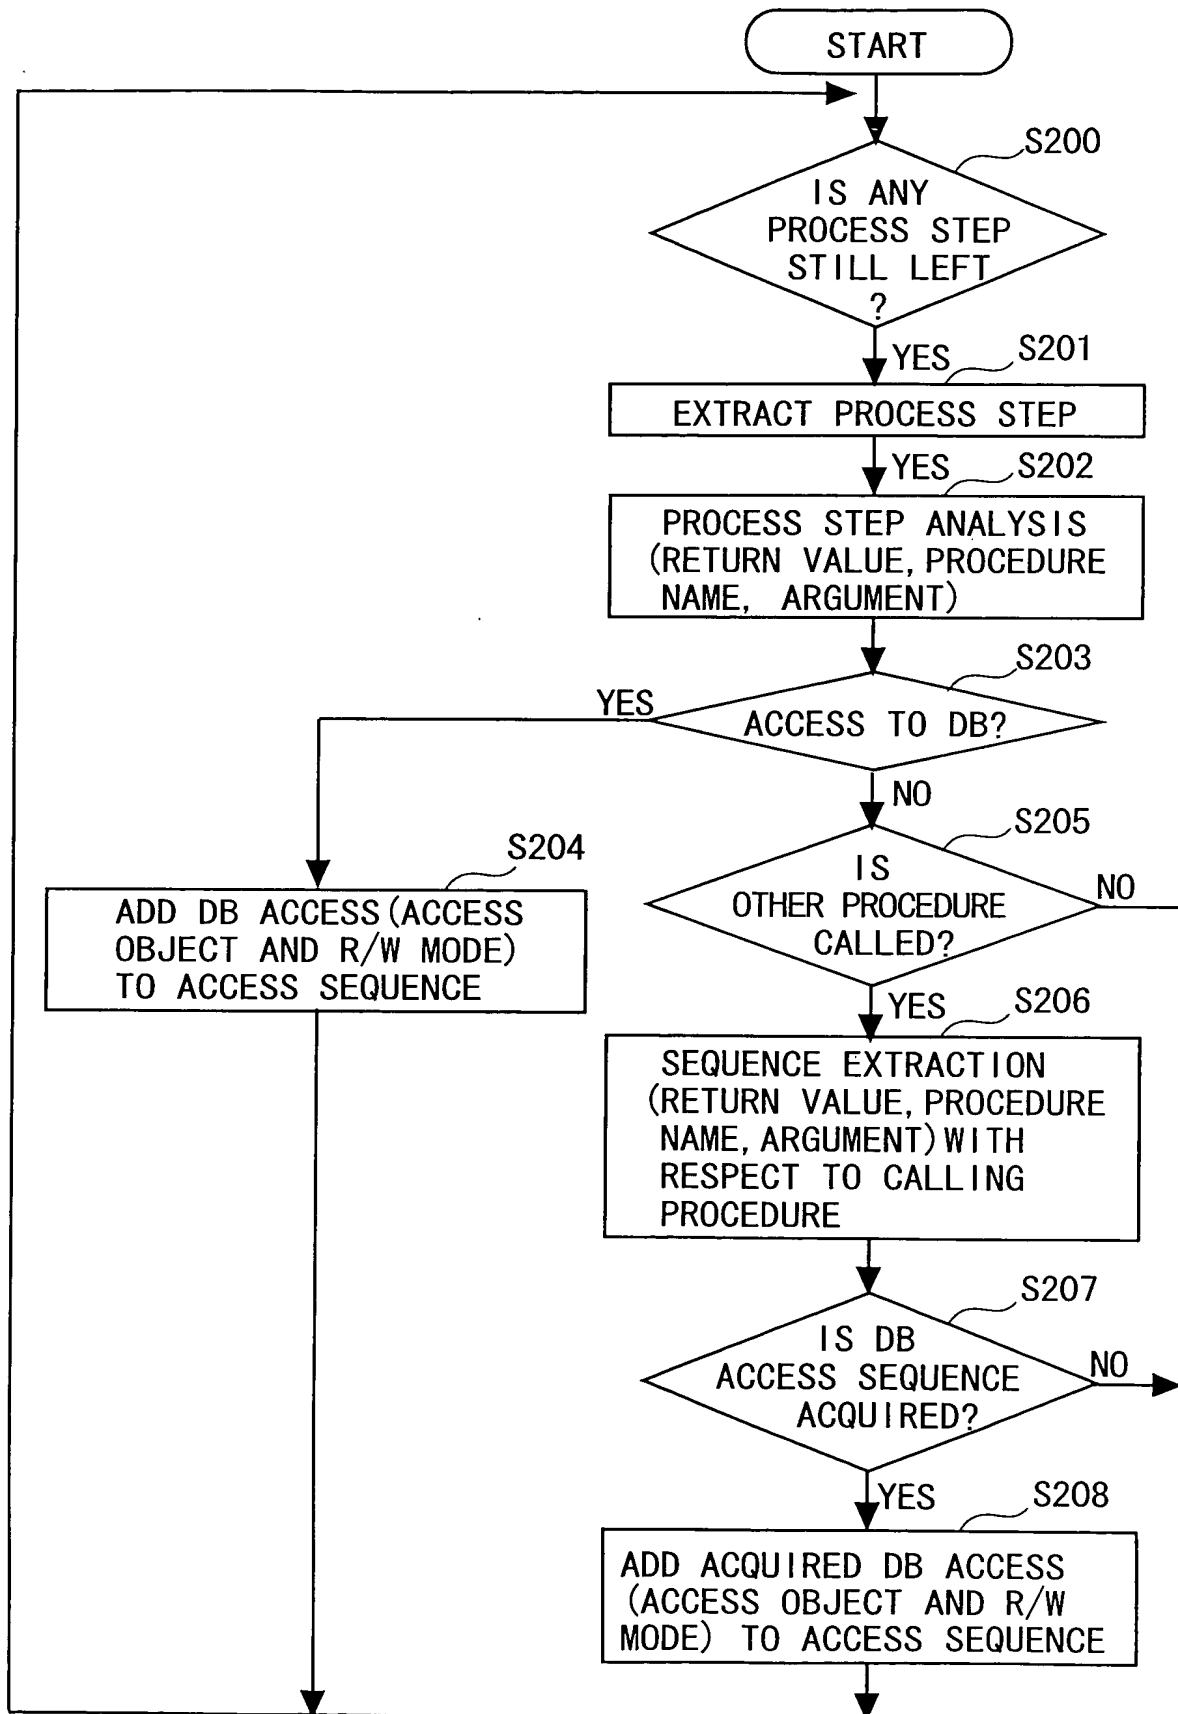 START
S200
IS ANY
PROCESS STEP
STILL LEFT
?
YES
S201
EXTRACT PROCESS STEP
YES
S202
PROCESS STEP ANALYSIS
(RETURN VALUE, PROCEDURE
NAME, ARGUMENT)
S203
YES
ACCESS TO DB?
NO
S205
IS
OTHER PROCEDURE
CALLED?
NO
S204
ADD DB ACCESS (ACCESS
OBJECT AND R/W MODE)
TO ACCESS SEQUENCE
YES
S206
SEQUENCE EXTRACTION
(RETURN VALUE, PROCEDURE
NAME, ARGUMENT) WITH
RESPECT TO CALLING
PROCEDURE
S207
IS DB
ACCESS SEQUENCE
ACQUIRED?
NO
YES
S208
ADD ACQUIRED DB ACCESS
(ACCESS OBJECT AND R/W
MODE) TO ACCESS SEQUENCE